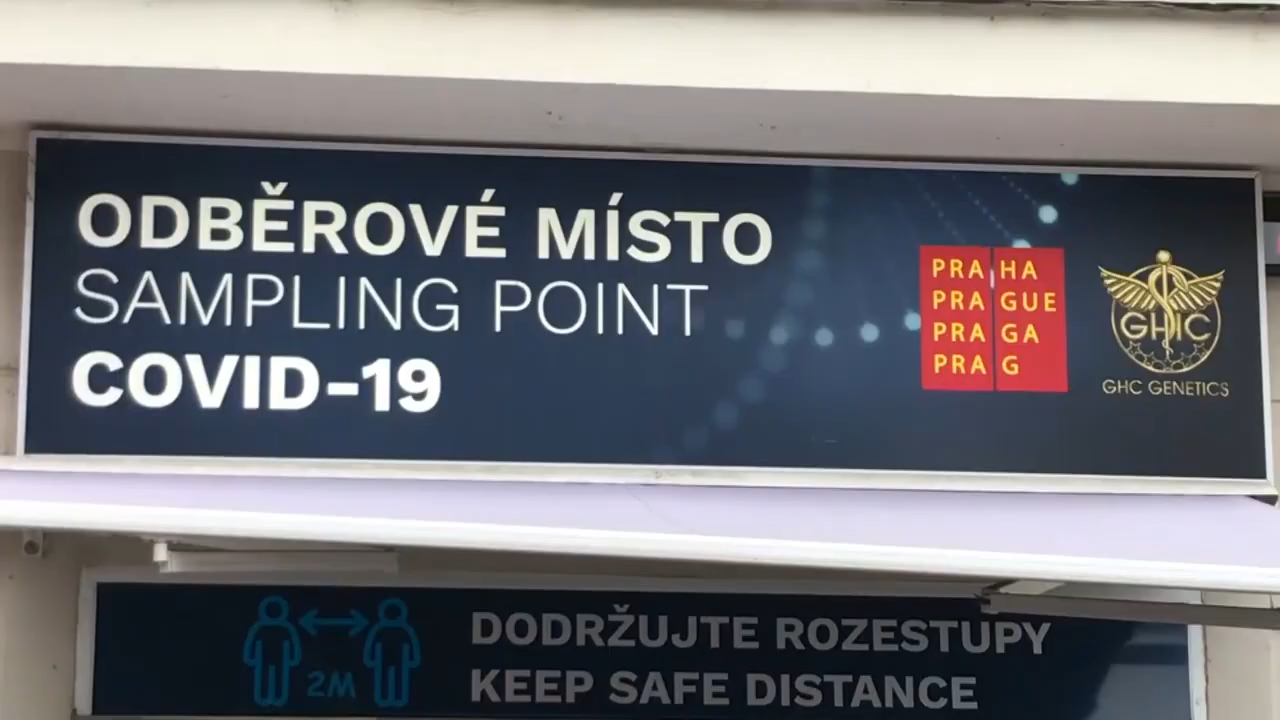 ODBĚROVÉ MÍSTO
SAMPLING POINT
COVID-19
PRA HA
PRA GUE
PRA GA
PRA G
GHC
GHC GENETICS
2M
DODRŽUJTE ROZESTUPY
KEEP SAFE DISTANCE